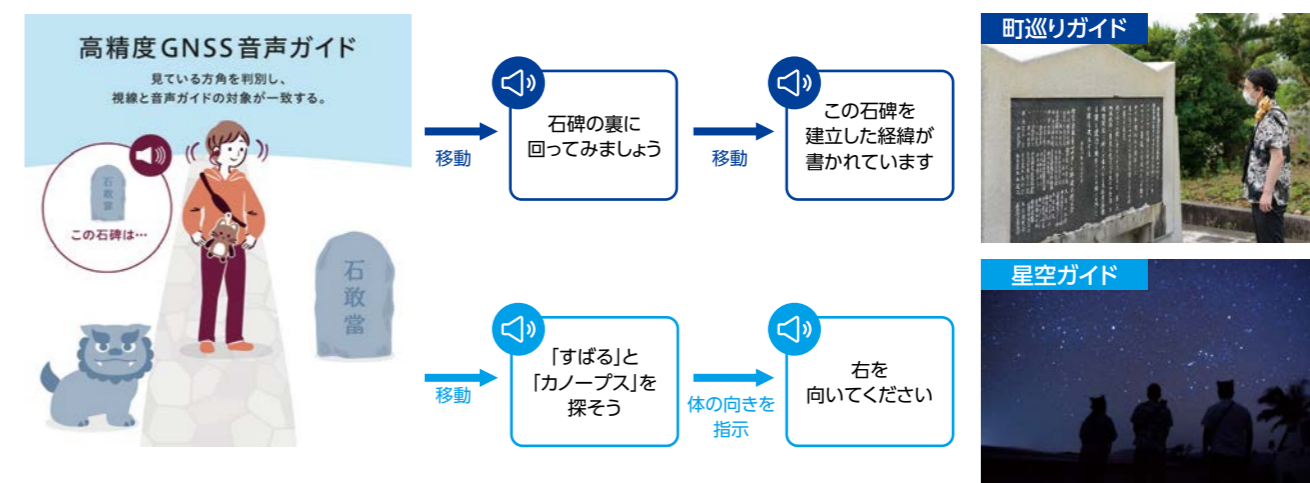 高精度GNSS音声ガイド
見ている方角を判別し、
視線と音声ガイドの対象が一致する。
石敢當
この石碑は…
石敢當
移動
石碑の裏に
回ってみましょう
移動
この石碑を
建立した経緯が
書かれています
町巡りガイド
移動
「すばる」と
「カノープス」を
探そう
体の向きを
指示
右を
向いてください
星空ガイド